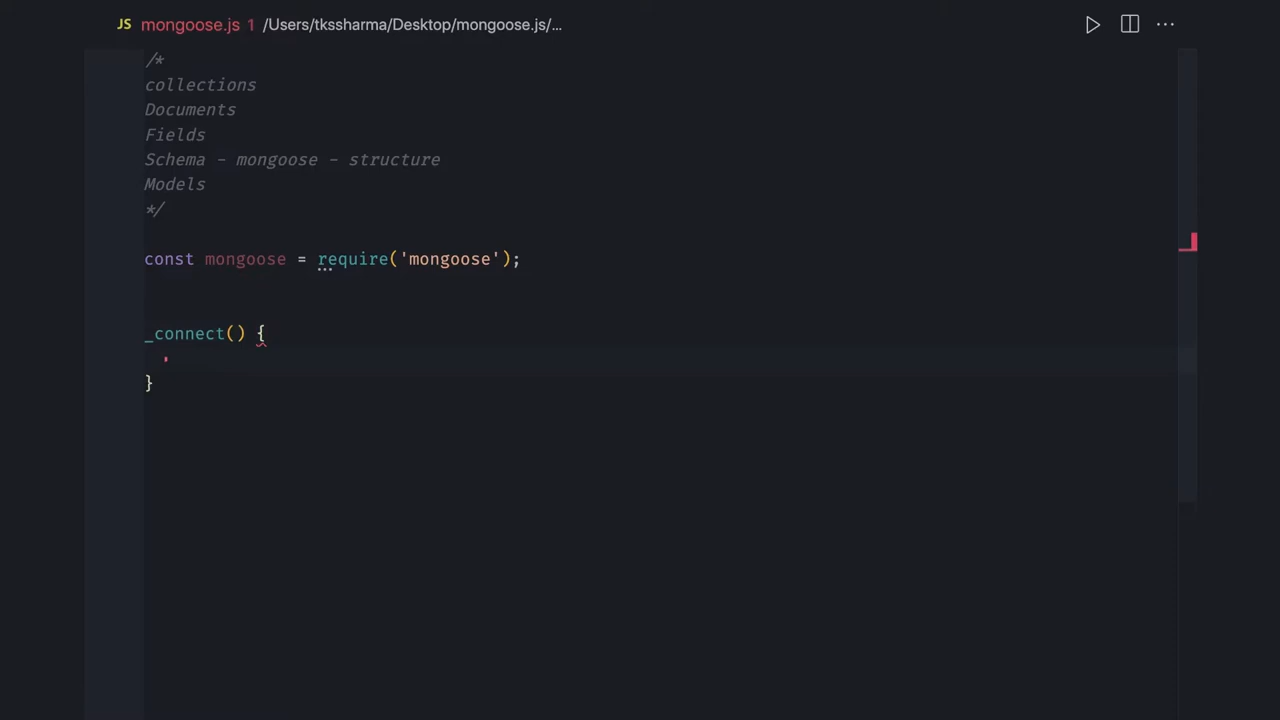 JS mongoose.js 1 /Users/tkssharma/Desktop/mongoose.js/...
/*
collections
Documents
Fields
Schema - mongoose - structure
Models
*/
const mongoose = require('mongoose');
_connect() {
}